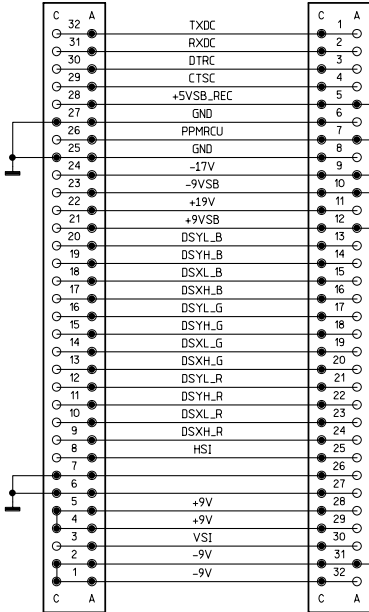 C A C A
32 TXDC 1
31 RXDC 2
30 DTRC 3
29 CTSC 4
28 +5VSB_REC 5
27 GND 6
26 PPMRCU 7
25 GND 8
24 -17V 9
23 -9VSB 10
22 +19V 11
21 +9VSB 12
20 DSYL_B 13
19 DSYH_B 14
18 DSXL_B 15
17 DSXH_B 16
16 DSYL_G 17
15 DSYH_G 18
14 DSXL_G 19
13 DSXH_G 20
12 DSYL_R 21
11 DSYH_R 22
10 DSXL_R 23
9 DSXH_R 24
8 HSI 25
7 26
6 27
5 +9V 28
4 +9V 29
3 VSI 30
2 -9V 31
1 -9V 32
C A C A